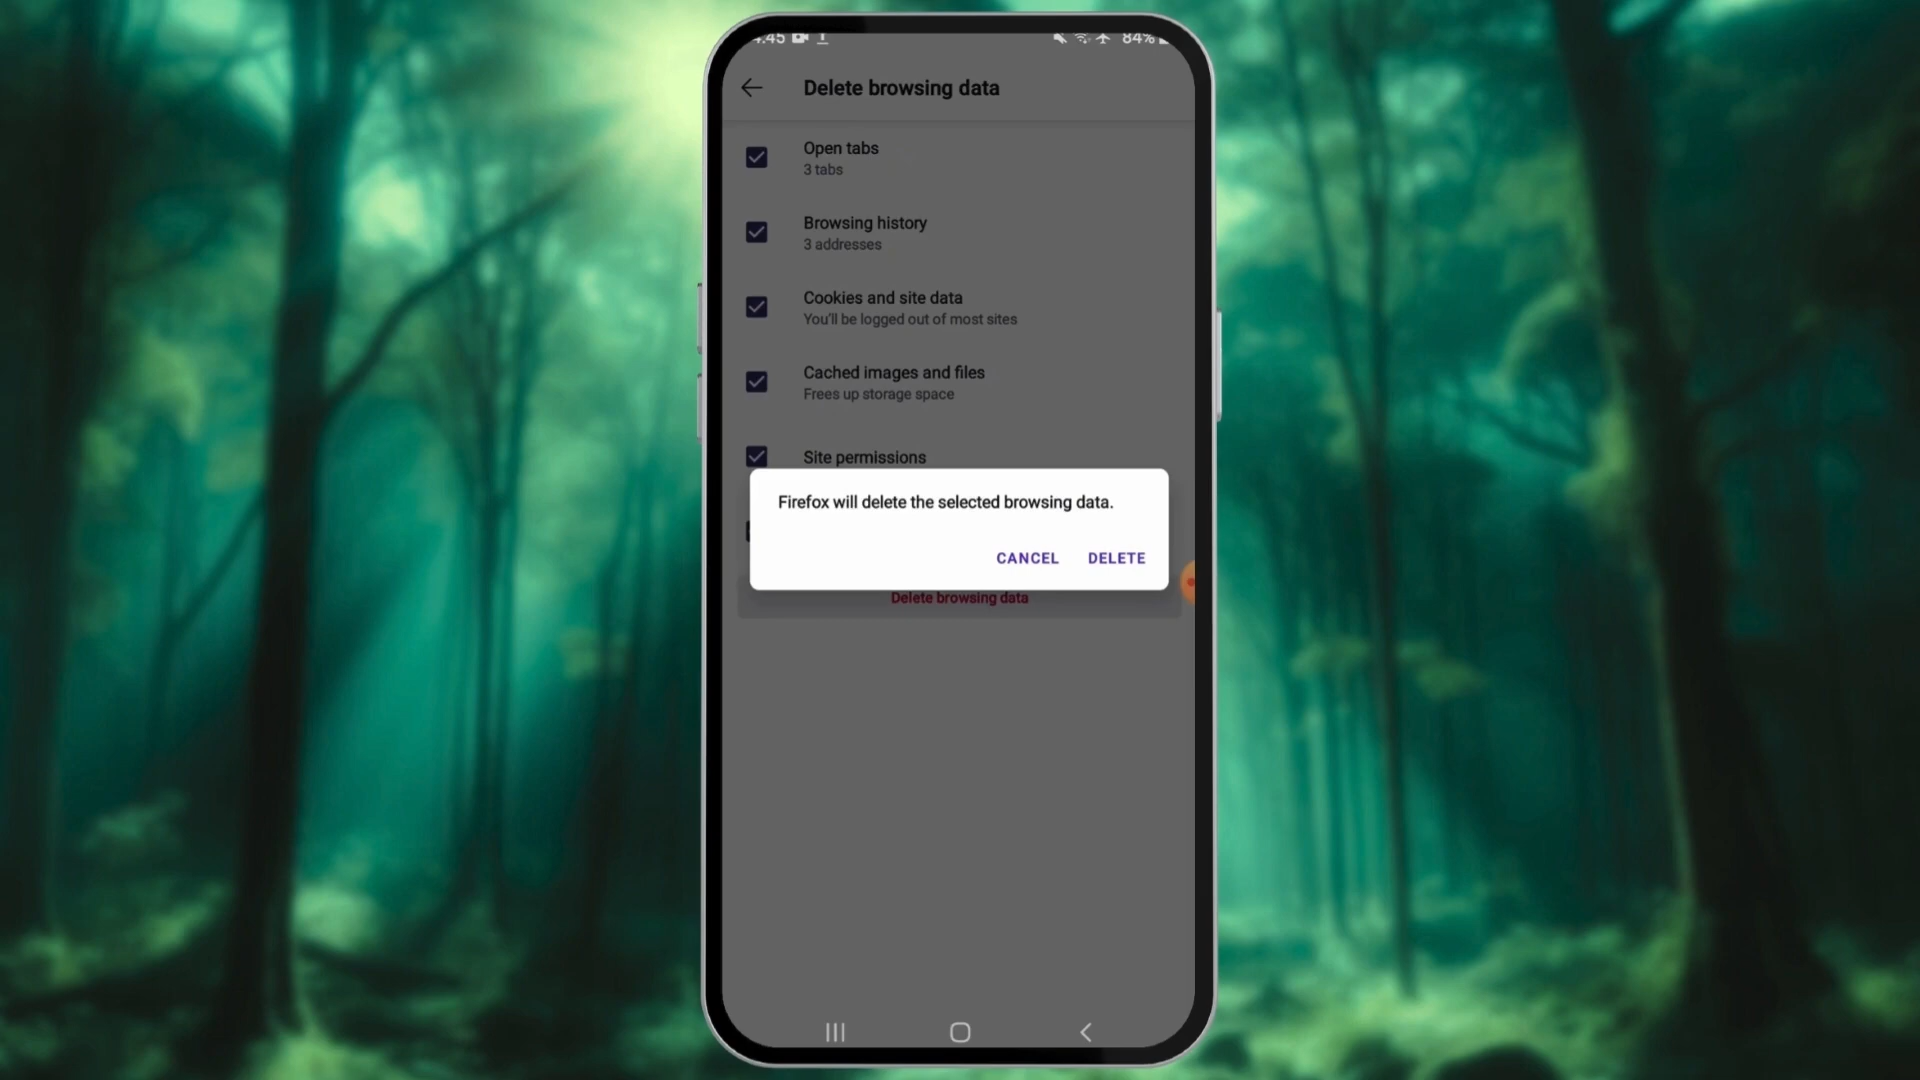 84%
Delete browsing data
Open tabs
3 tabs
Browsing history
3 addresses
Cookies and site data
You'll be logged out of most sites
Cached images and files
Frees up storage space
Site permissions
Firefox will delete the selected browsing data.
CANCEL DELETE
Delete browsing data